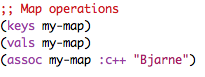 ;; Map operations
(keys my-map)
(vals my-map)
(assoc my-map :c++ "Bjarne")